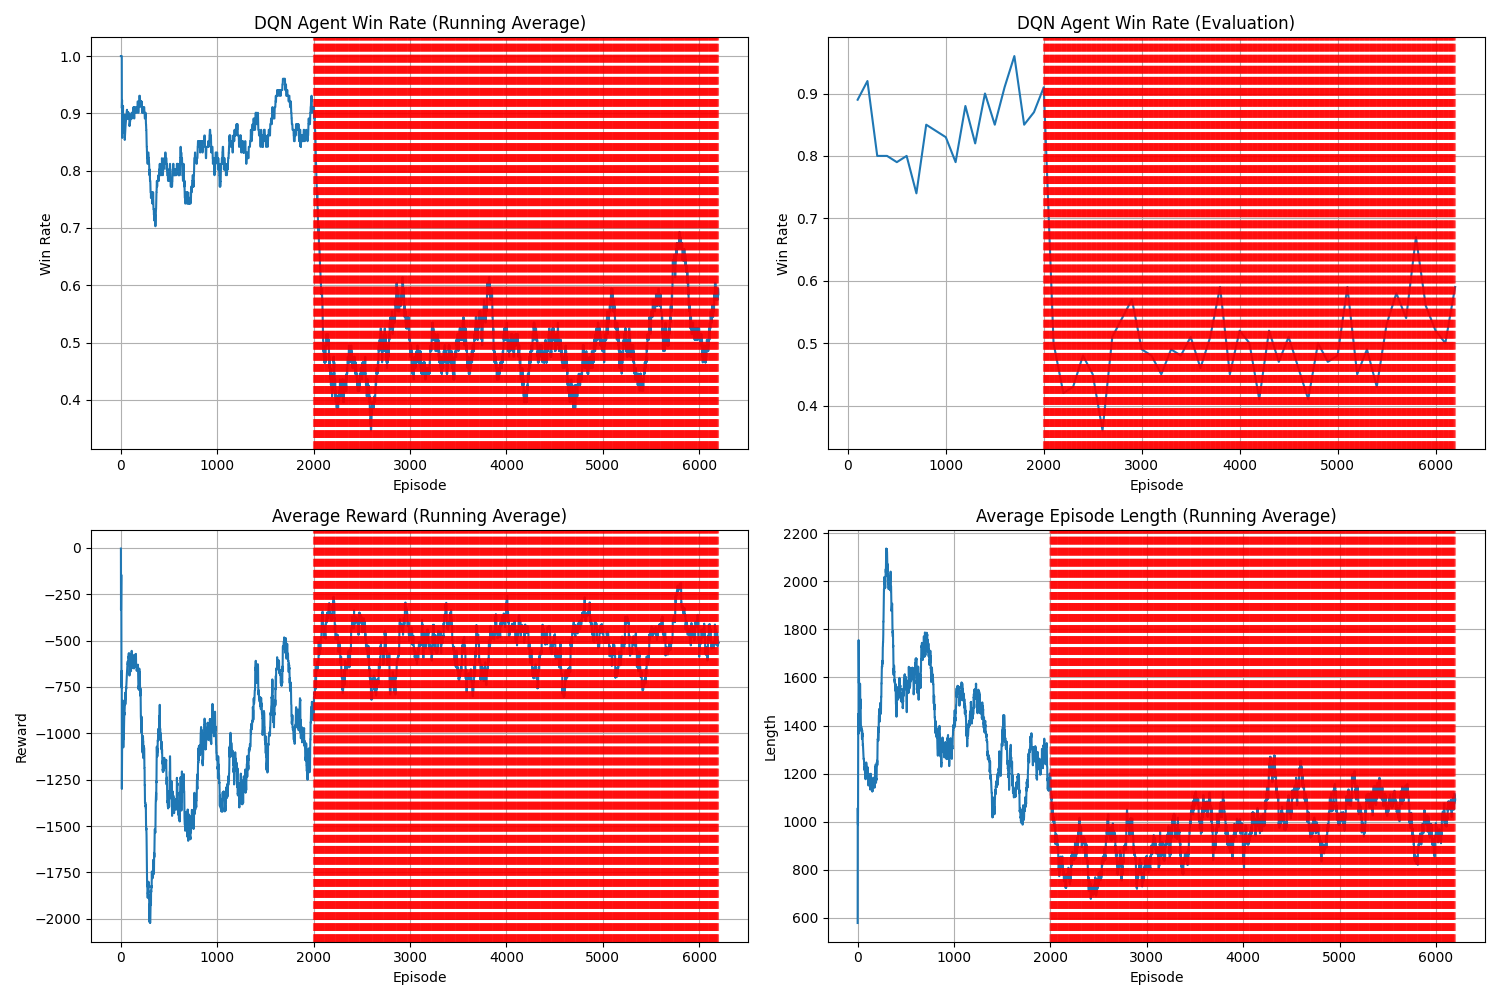 DQN Agent Win Rate (Running Average)
Win Rate
1.0
0.9
0.8
0.7
0.6
0.5
0.4
0 1000 2000 3000 4000 5000 6000
Episode
DQN Agent Win Rate (Evaluation)
Win Rate
0.9
0.8
0.7
0.6
0.5
0.4
0 1000 2000 3000 4000 5000 6000
Episode
Average Reward (Running Average)
Reward
0
−250
−500
−750
−1000
−1250
−1500
−1750
−2000
0 1000 2000 3000 4000 5000 6000
Episode
Average Episode Length (Running Average)
Length
2200
2000
1800
1600
1400
1200
1000
800
600
0 1000 2000 3000 4000 5000 6000
Episode